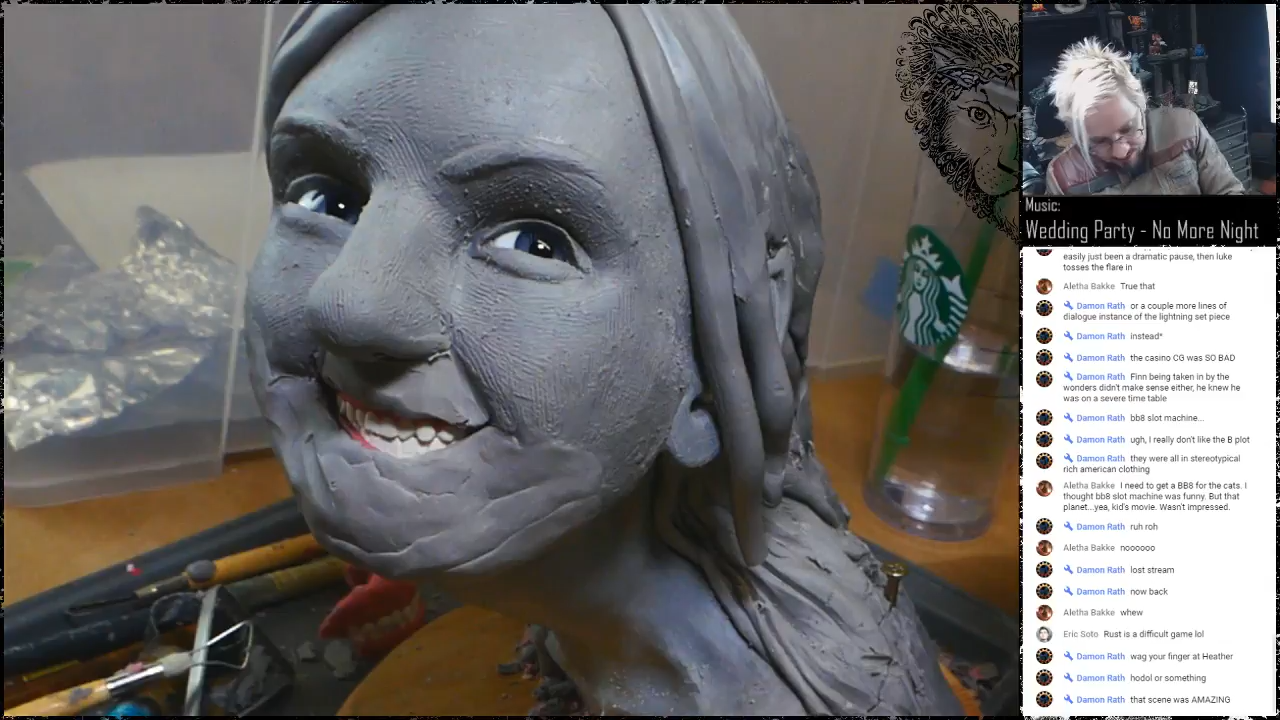 Music:
Wedding Party - No More Night
easily just been a dramatic pause, then luke
tosses the flare in
Aletha Bakke True that
Damon Rath or a couple more lines of
dialogue instance of the lightning set piece
Damon Rath instead*
Damon Rath the casino CG was SO BAD
Damon Rath Finn being taken in by the
wonders didn't make sense either, he knew he
was on a severe time table
Damon Rath bb8 slot machine...
Damon Rath ugh, I really don't like the B plot
Damon Rath they were all in stereotypical
rich american clothing
Aletha Bakke I need to get a BB8 for the cats. I
thought bb8 slot machine was funny. But that
planet...yea, kid's movie. Wasn't impressed.
Damon Rath ruh roh
Aletha Bakke noooooo
Damon Rath lost stream
Damon Rath now back
Aletha Bakke whew
Eric Soto Rust is a difficult game lol
Damon Rath wag your finger at Heather
Damon Rath hodol or something
Damon Rath that scene was AMAZING